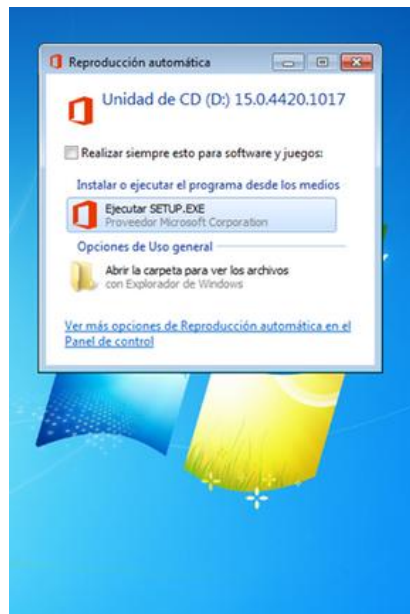 Reproducción automática
Unidad de CD (D:) 15.0.4420.1017
Realizar siempre esto para software y juegos:
Instalar o ejecutar el programa desde los medios
Ejecutar SETUP.EXE
Proveedor Microsoft Corporation
Opciones de Uso general
Abrir la carpeta para ver los archivos
con Explorador de Windows
Ver más opciones de Reproducción automática en el
Panel de control